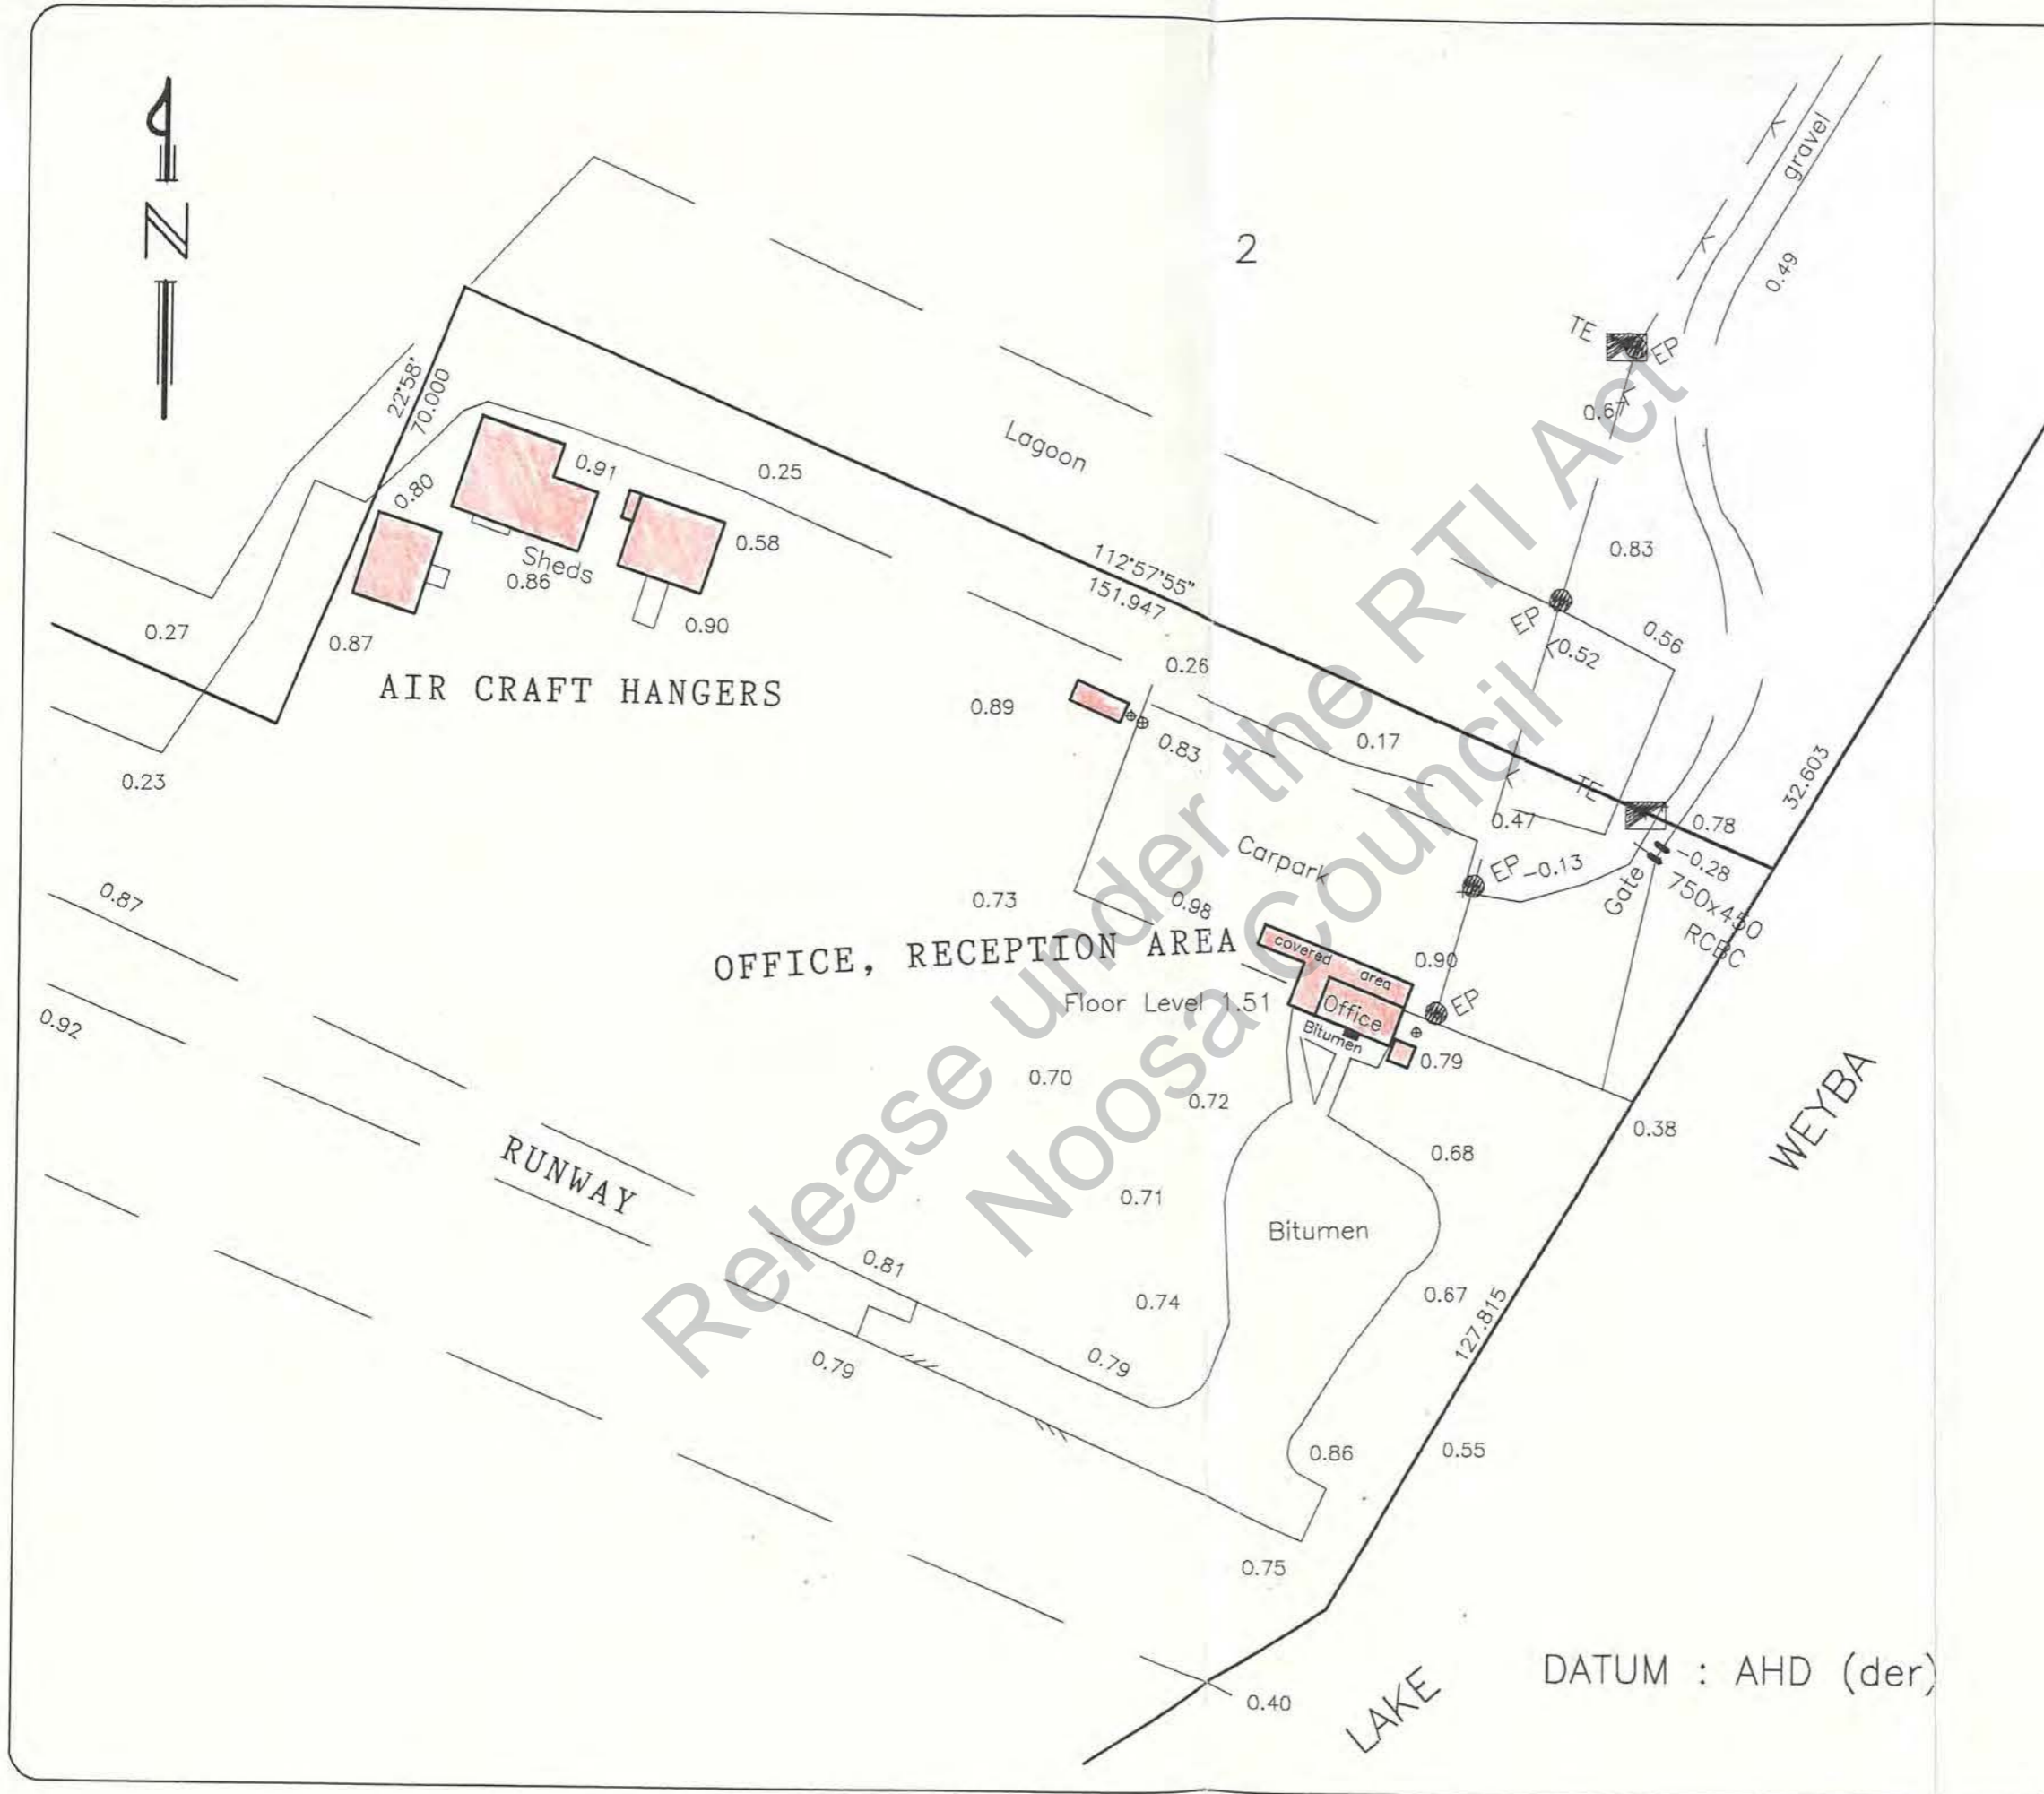 N
2
gravel
0.49
TE
EP
0.67
22°58'
70.000
Lagoon
0.91
0.25
0.80
0.58
Sheds
0.86
0.83
112°57'55"
151.947
EP
0.56
0.52
0.27
0.87
0.90
AIR CRAFT HANGERS
0.26
0.89
0.83
0.17
32.603
0.23
TE
0.47
0.78
Carpark
EP
-0.13
-0.28
Gate
750x450
RCBC
0.87
0.73
0.98
OFFICE, RECEPTION AREA
covered area
0.90
Floor Level 1.51
Office
EP
0.92
Bitumen
0.79
0.70
0.72
0.38
WEYBA
0.68
RUNWAY
0.71
Bitumen
0.81
0.74
0.67
127.815
0.79
0.79
0.86
0.55
0.75
DATUM : AHD (der)
0.40
LAKE
Release under the RTI Act
Noosa Council